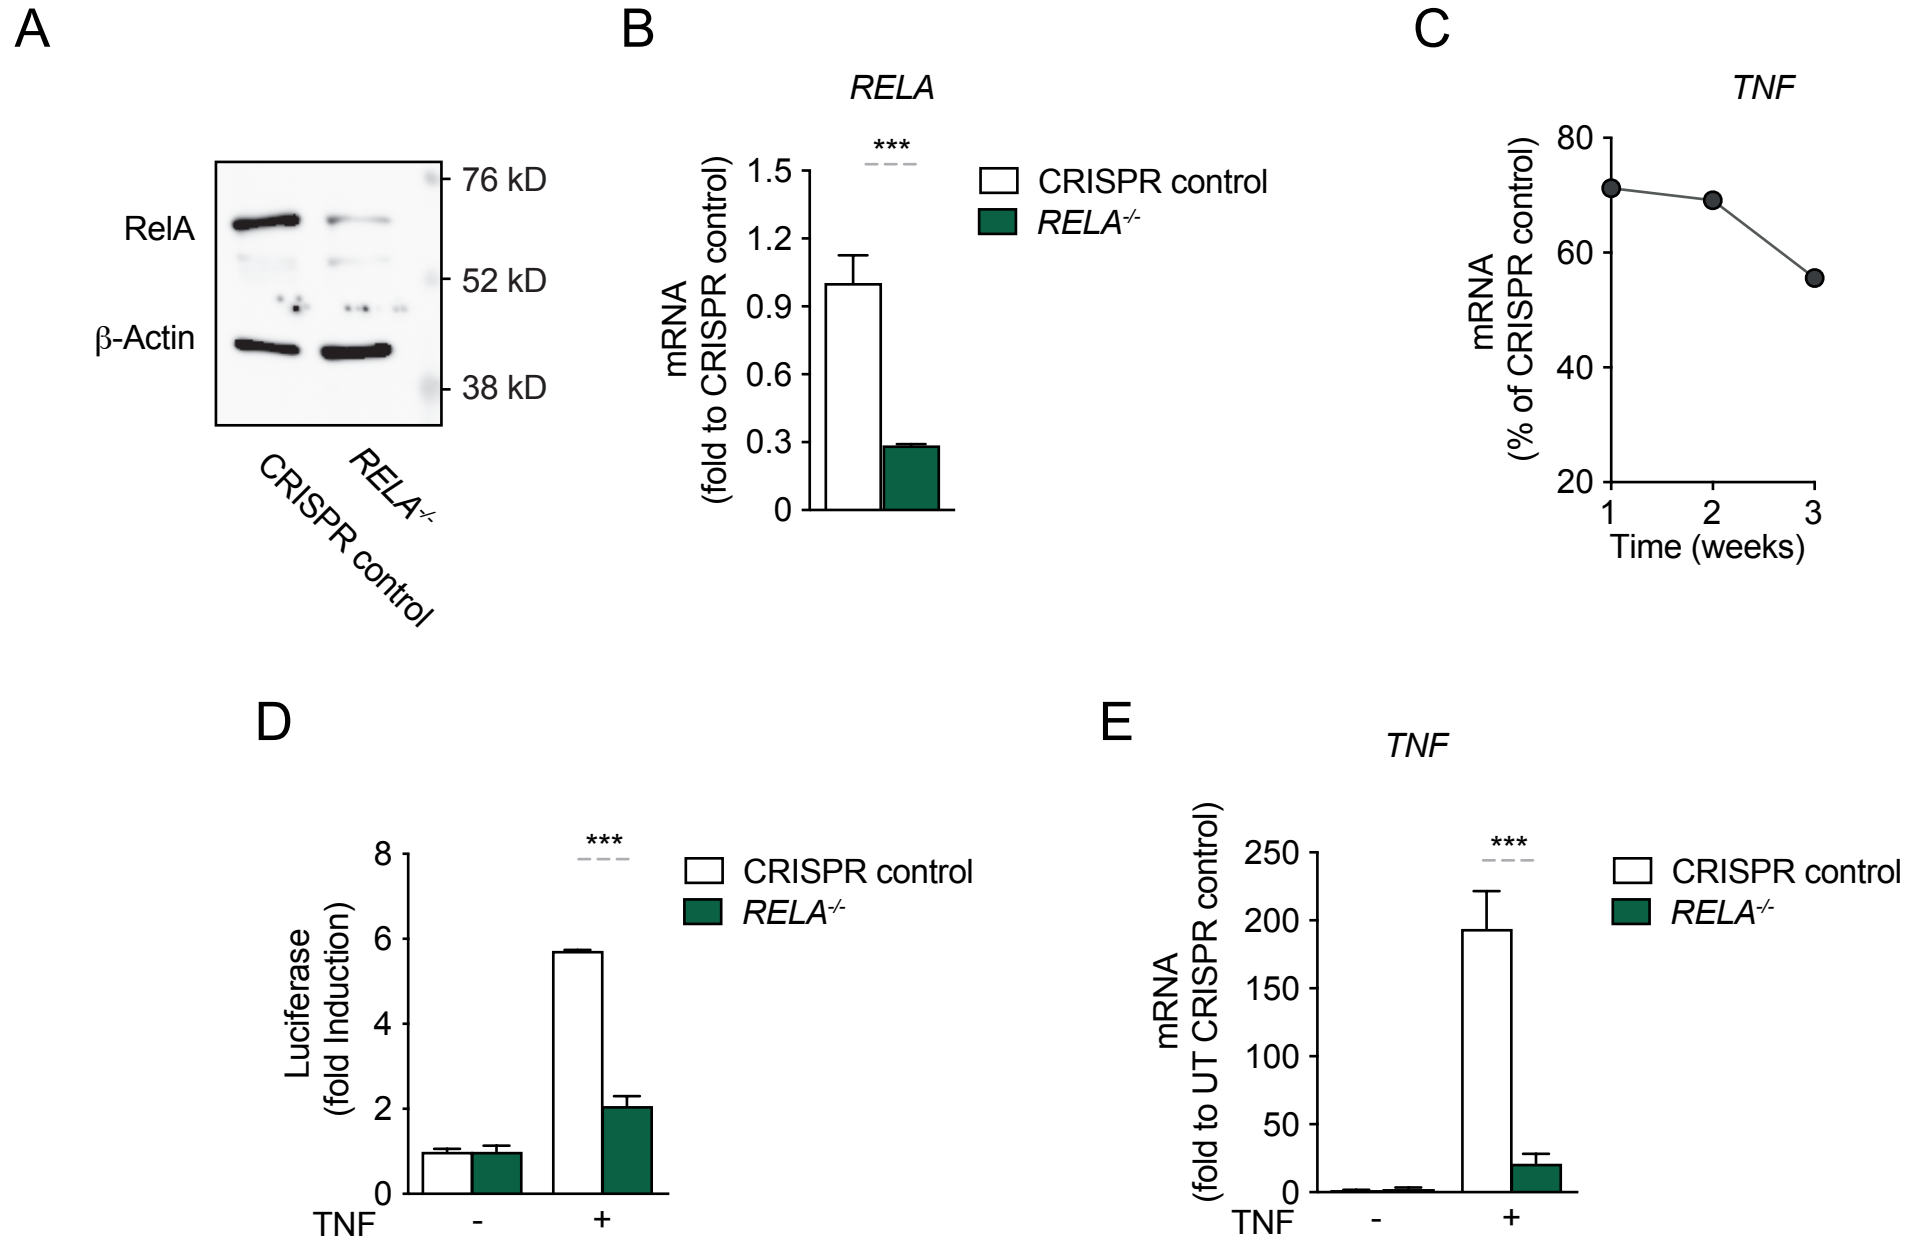 A
RelA
β-Actin
76 kD
52 kD
38 kD
CRISPR control
RELA-/-
B
RELA
***
mRNA
(fold to CRISPR control)
1.5
1.2
0.9
0.6
0.3
0
CRISPR control
RELA-/-
C
TNF
mRNA
(% of CRISPR control)
80
60
40
20
1 2 3
Time (weeks)
D
***
Luciferase
(fold Induction)
8
6
4
2
0
TNF - +
CRISPR control
RELA-/-
E
TNF
***
mRNA
(fold to UT CRISPR control)
250
200
150
100
50
0
TNF - +
CRISPR control
RELA-/-